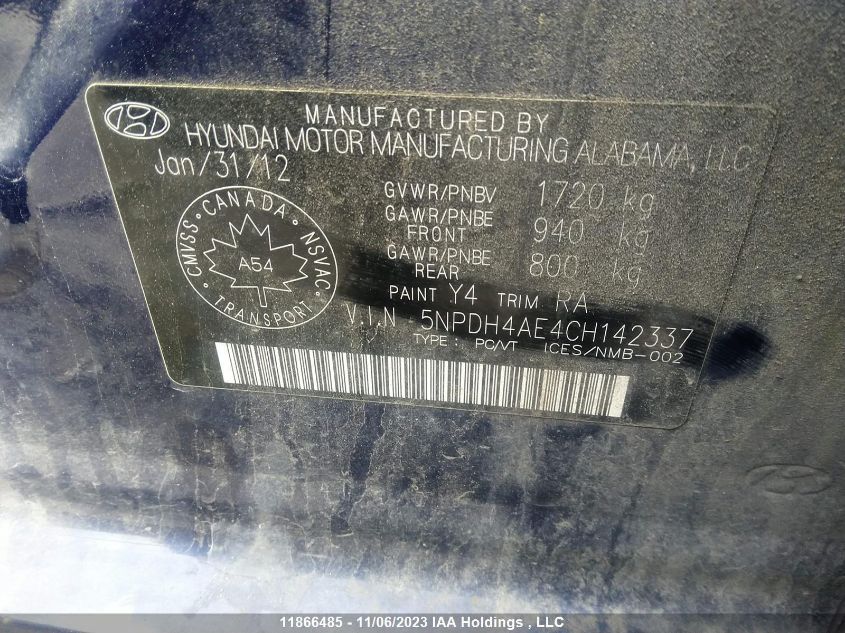 MANUFACTURED BY
HYUNDAI MOTOR MANUFACTURING ALABAMA, LLC
Jan/31/12
GVWR/PNBV 1720 kg
GAWR/PNBE FRONT 940 kg
GAWR/PNBE REAR 800 kg
CANADA
CMVSS NSVAC
A54
TRANSPORT
PAINT Y4 TRIM RA
V.I.N - 5NPDH4AE4CH142337
TYPE: PC/VT ICES/NMB-002
11866485 - 11/06/2023 IAA Holdings , LLC